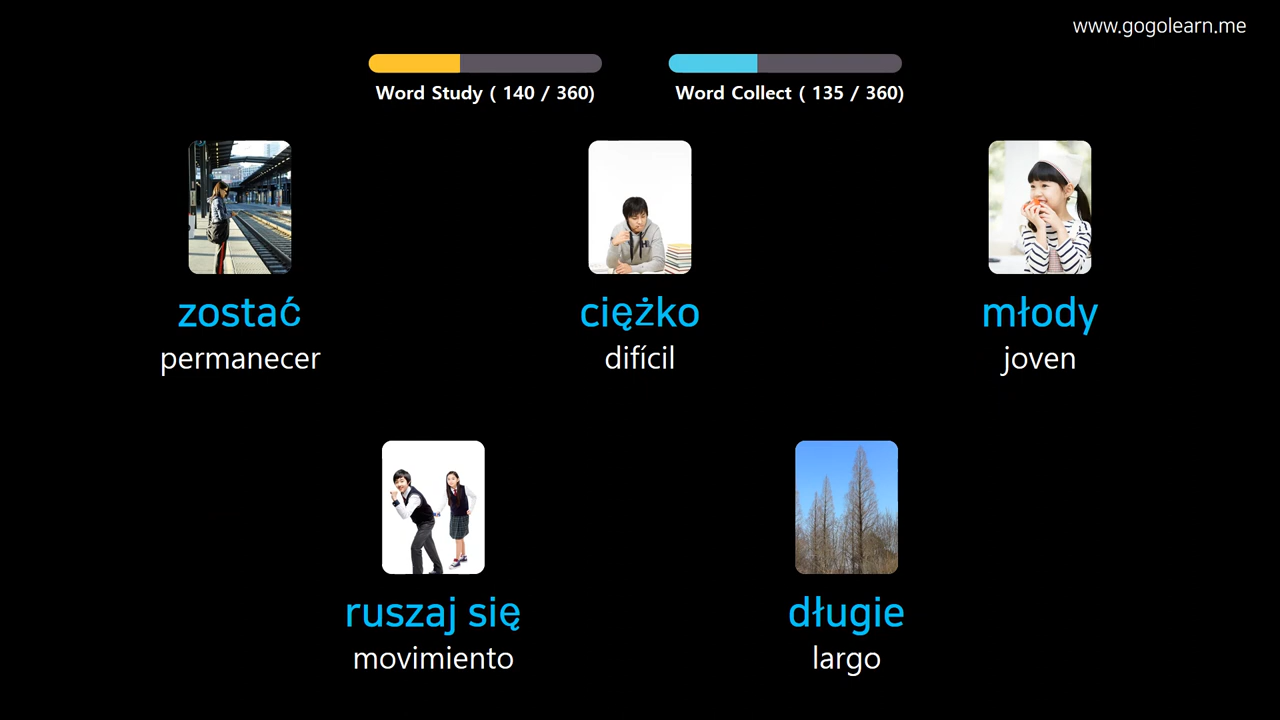 www.gogolearn.me
Word Study ( 140 / 360)
Word Collect ( 135 / 360)
zostać
permanecer
ciężko
difícil
młody
joven
ruszaj się
movimiento
długie
largo